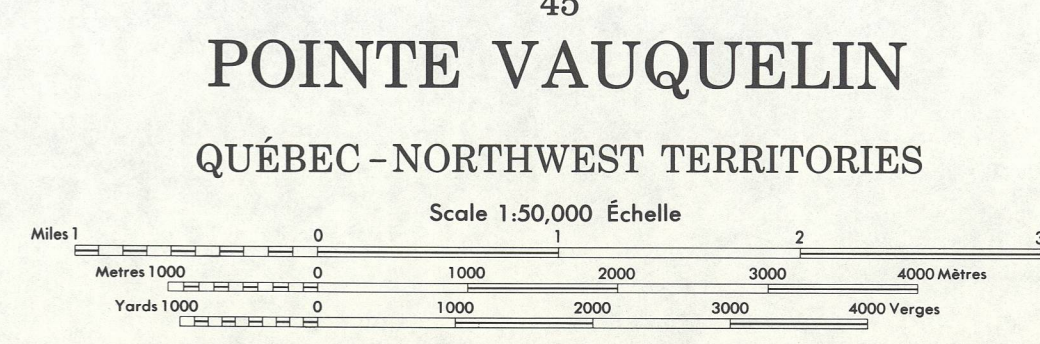 45
POINTE VAUQUELIN
QUÉBEC – NORTHWEST TERRITORIES
Scale 1:50,000 Échelle
Miles 1 0 1 2 3
Metres 1000 0 1000 2000 3000 4000 Mètres
Yards 1000 0 1000 2000 3000 4000 Verges